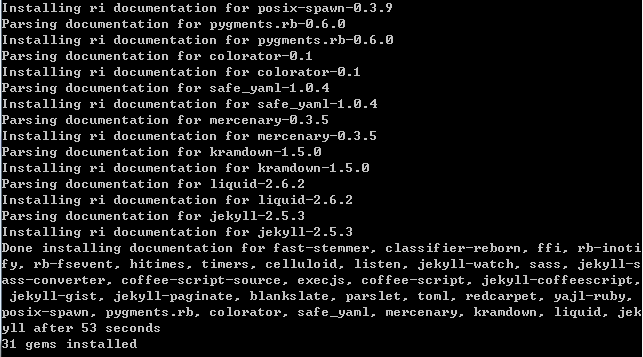 Installing ri documentation for posix-spawn-0.3.9
Parsing documentation for pygments.rb-0.6.0
Installing ri documentation for pygments.rb-0.6.0
Parsing documentation for colorator-0.1
Installing ri documentation for colorator-0.1
Parsing documentation for safe_yaml-1.0.4
Installing ri documentation for safe_yaml-1.0.4
Parsing documentation for mercenary-0.3.5
Installing ri documentation for mercenary-0.3.5
Parsing documentation for kramdown-1.5.0
Installing ri documentation for kramdown-1.5.0
Parsing documentation for liquid-2.6.2
Installing ri documentation for liquid-2.6.2
Parsing documentation for jekyll-2.5.3
Installing ri documentation for jekyll-2.5.3
Done installing documentation for fast-stemmer, classifier-reborn, ffi, rb-inoti
fy, rb-fsevent, hitimes, timers, celluloid, listen, jekyll-watch, sass, jekyll-s
ass-converter, coffee-script-source, execjs, coffee-script, jekyll-coffeescript,
 jekyll-gist, jekyll-paginate, blankslate, parslet, toml, redcarpet, yajl-ruby,
posix-spawn, pygments.rb, colorator, safe_yaml, mercenary, kramdown, liquid, jek
yll after 53 seconds
31 gems installed